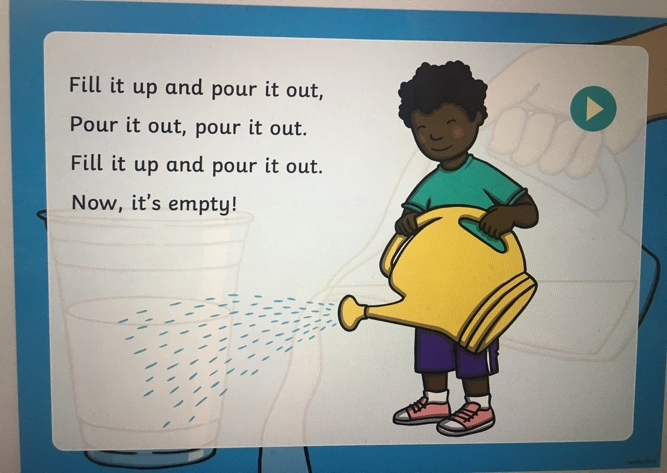 Fill it up and pour it out,
Pour it out, pour it out.
Fill it up and pour it out.
Now, it's empty!